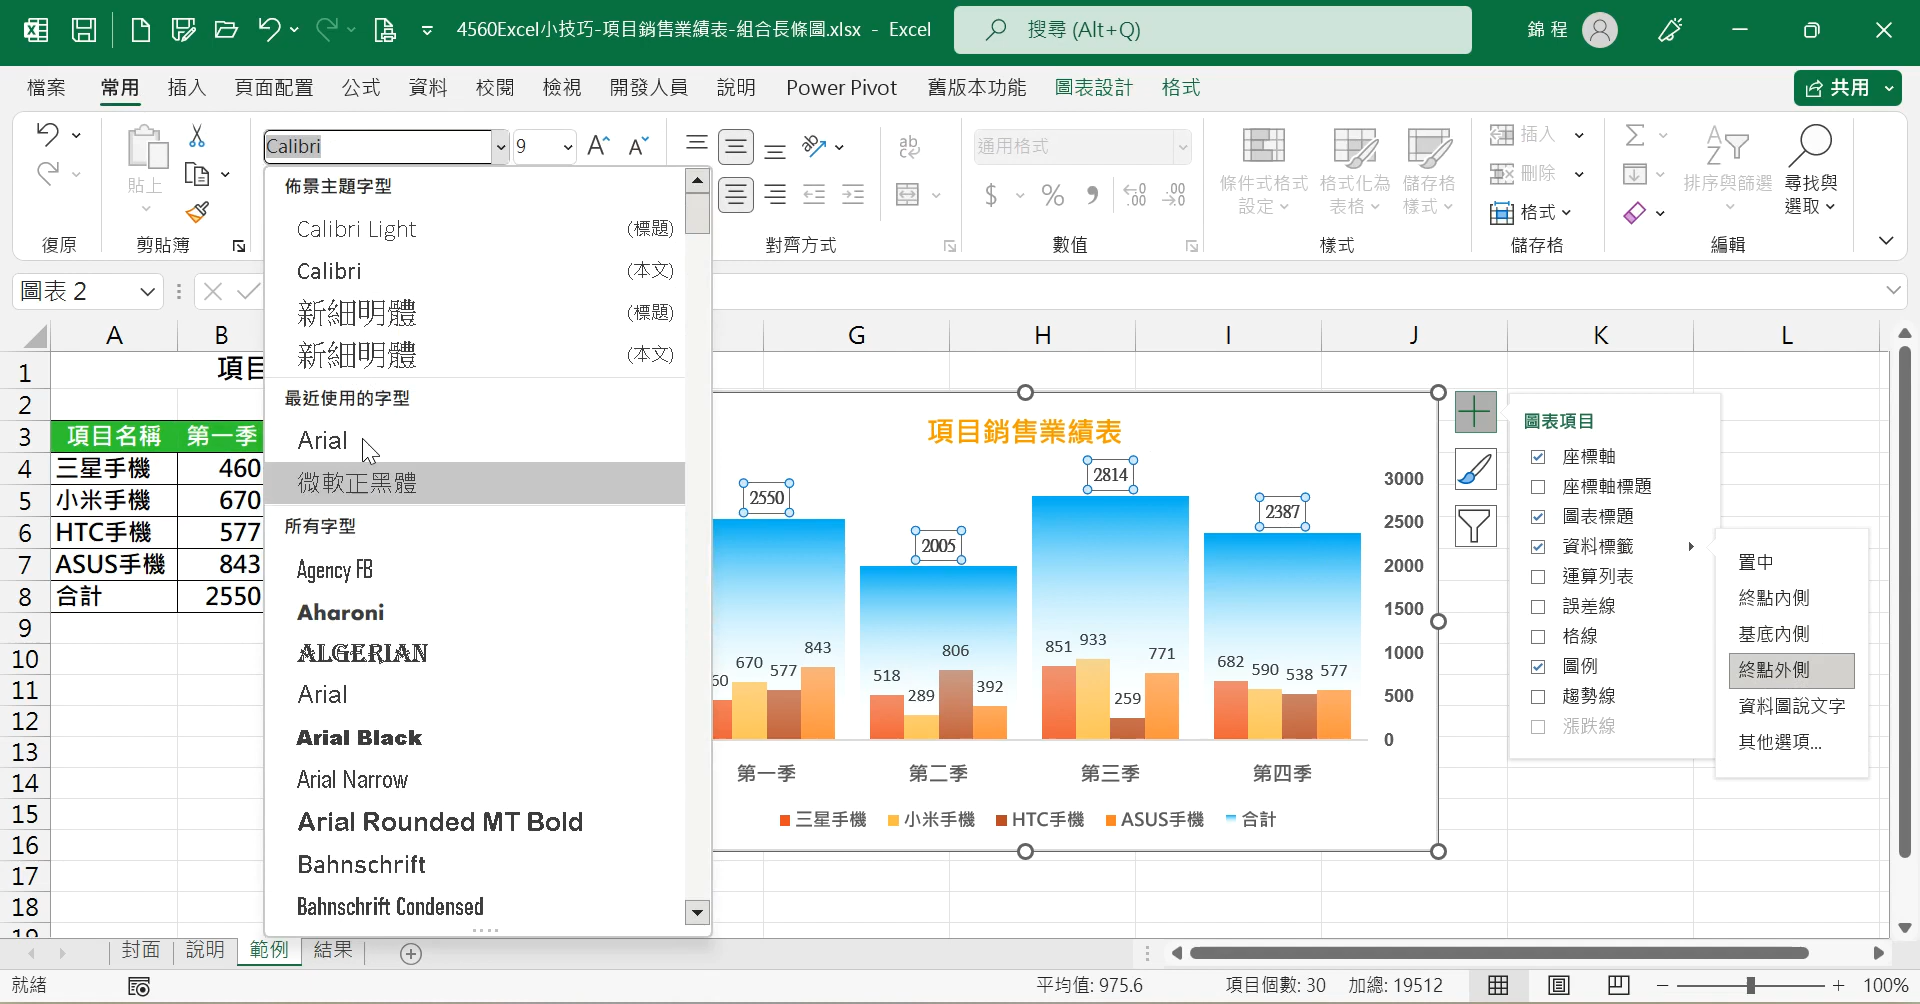 4560Excel小技巧-項目銷售業績表-組合長條圖.xlsx - Excel
搜尋 (Alt+Q)
錦 程
檔案 常用 插入 頁面配置 公式 資料 校閱 檢視 開發人員 說明 Power Pivot 舊版本功能 圖表設計 格式
共用
復原
貼上
剪貼簿
Calibri
9
對齊方式
通用格式
數值
條件式格式設定
格式化為表格
儲存格樣式
樣式
插入
刪除
格式
儲存格
排序與篩選
尋找與選取
編輯
圖表 2
佈景主題字型
Calibri Light (標題)
Calibri (本文)
新細明體 (標題)
新細明體 (本文)
最近使用的字型
Arial
微軟正黑體
所有字型
Agency FB
Aharoni
ALGERIAN
Arial
Arial Black
Arial Narrow
Arial Rounded MT Bold
Bahnschrift
Bahnschrift Condensed
A B G H I J K L
1 項目
2
3 項目名稱 第一季
4 三星手機 460
5 小米手機 670
6 HTC手機 577
7 ASUS手機 843
8 合計 2550
9
10
11
12
13
14
15
16
17
18
19
項目銷售業績表
2550 2005 2814 2387
60 670 577 843
518 289 806 392
851 933 259 771
682 590 538 577
3000
2500
2000
1500
1000
500
0
第一季 第二季 第三季 第四季
三星手機 小米手機 HTC手機 ASUS手機 合計
圖表項目
座標軸
座標軸標題
圖表標題
資料標籤
運算列表
誤差線
格線
圖例
趨勢線
漲跌線
置中
終點內側
基底內側
終點外側
資料圖說文字
其他選項...
封面 說明 範例 結果
就緒
平均值: 975.6 項目個數: 30 加總: 19512 100%